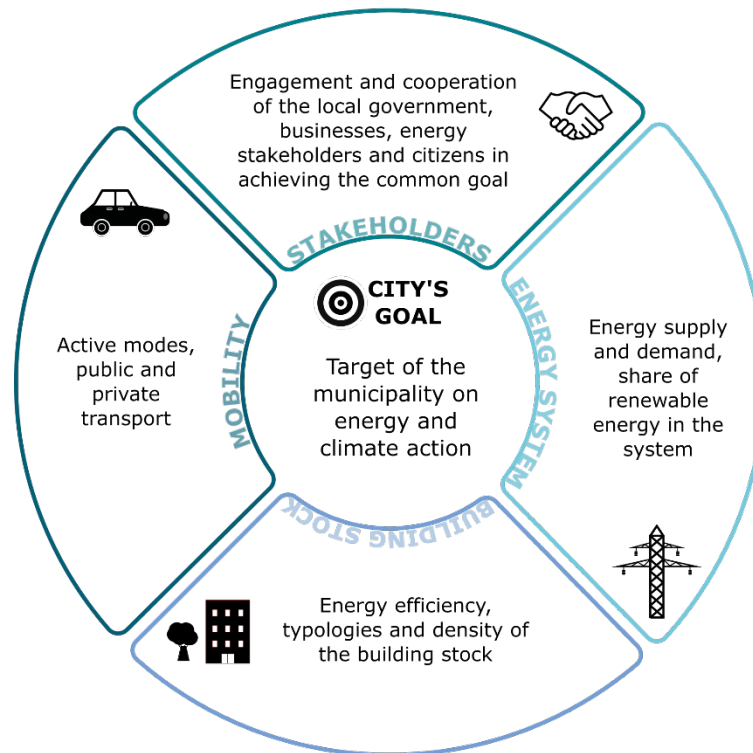 Engagement and cooperation
of the local government,
businesses, energy
stakeholders and citizens in
achieving the common goal
STAKEHOLDERS
CITY'S
GOAL
Target of the
municipality on
energy and
climate action
MOBILITY
Active modes,
public and
private
transport
ENERGY SYSTEM
Energy supply
and demand,
share of
renewable
energy in the
system
BUILDING STOCK
Energy efficiency,
typologies and density of
the building stock